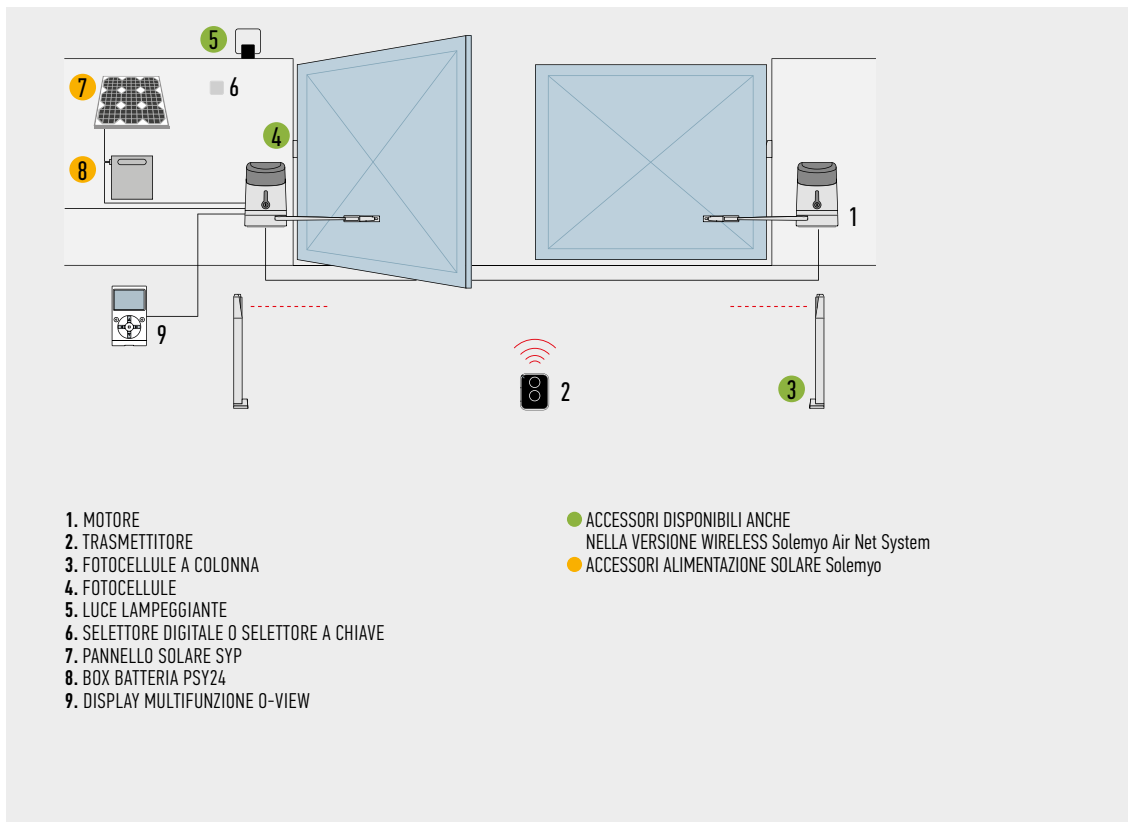 5
7
6
4
8
1
9
2
3
1. MOTORE
2. TRASMETTITORE
3. FOTOCELLULE A COLONNA
4. FOTOCELLULE
5. LUCE LAMPEGGIANTE
6. SELETTORE DIGITALE O SELETTORE A CHIAVE
7. PANNELLO SOLARE SYP
8. BOX BATTERIA PSY24
9. DISPLAY MULTIFUNZIONE O-VIEW
ACCESSORI DISPONIBILI ANCHE
NELLA VERSIONE WIRELESS Solemyo Air Net System
ACCESSORI ALIMENTAZIONE SOLARE Solemyo